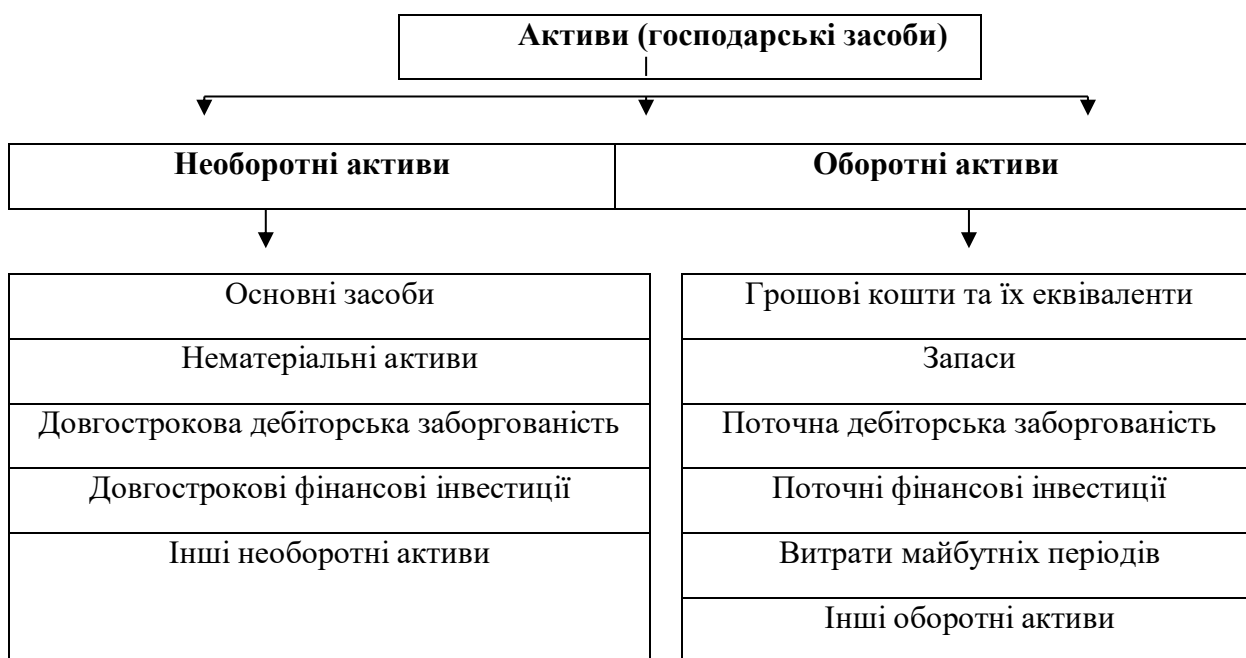 Активи (господарські засоби)
Необоротні активи
Оборотні активи
Основні засоби
Нематеріальні активи
Довгострокова дебіторська заборгованість
Довгострокові фінансові інвестиції
Інші необоротні активи
Грошові кошти та їх еквіваленти
Запаси
Поточна дебіторська заборгованість
Поточні фінансові інвестиції
Витрати майбутніх періодів
Інші оборотні активи